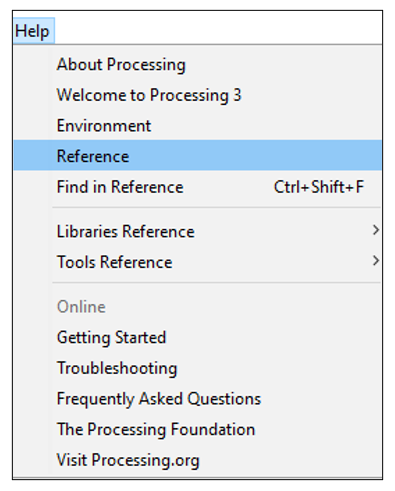 Help
About Processing
Welcome to Processing 3
Environment
Reference
Find in Reference Ctrl+Shift+F
Libraries Reference
Tools Reference
Online
Getting Started
Troubleshooting
Frequently Asked Questions
The Processing Foundation
Visit Processing.org